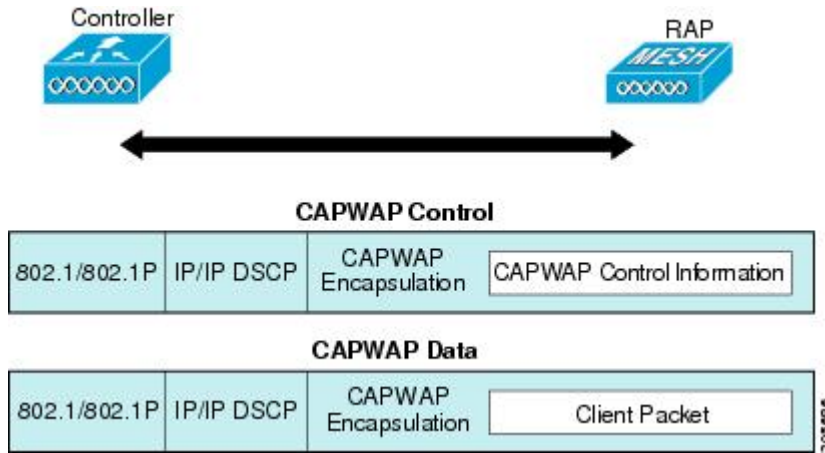 Controller
RAP
MESH
CAPWAP Control
802.1/802.1P IP/IP DSCP CAPWAP Encapsulation CAPWAP Control Information
CAPWAP Data
802.1/802.1P IP/IP DSCP CAPWAP Encapsulation Client Packet